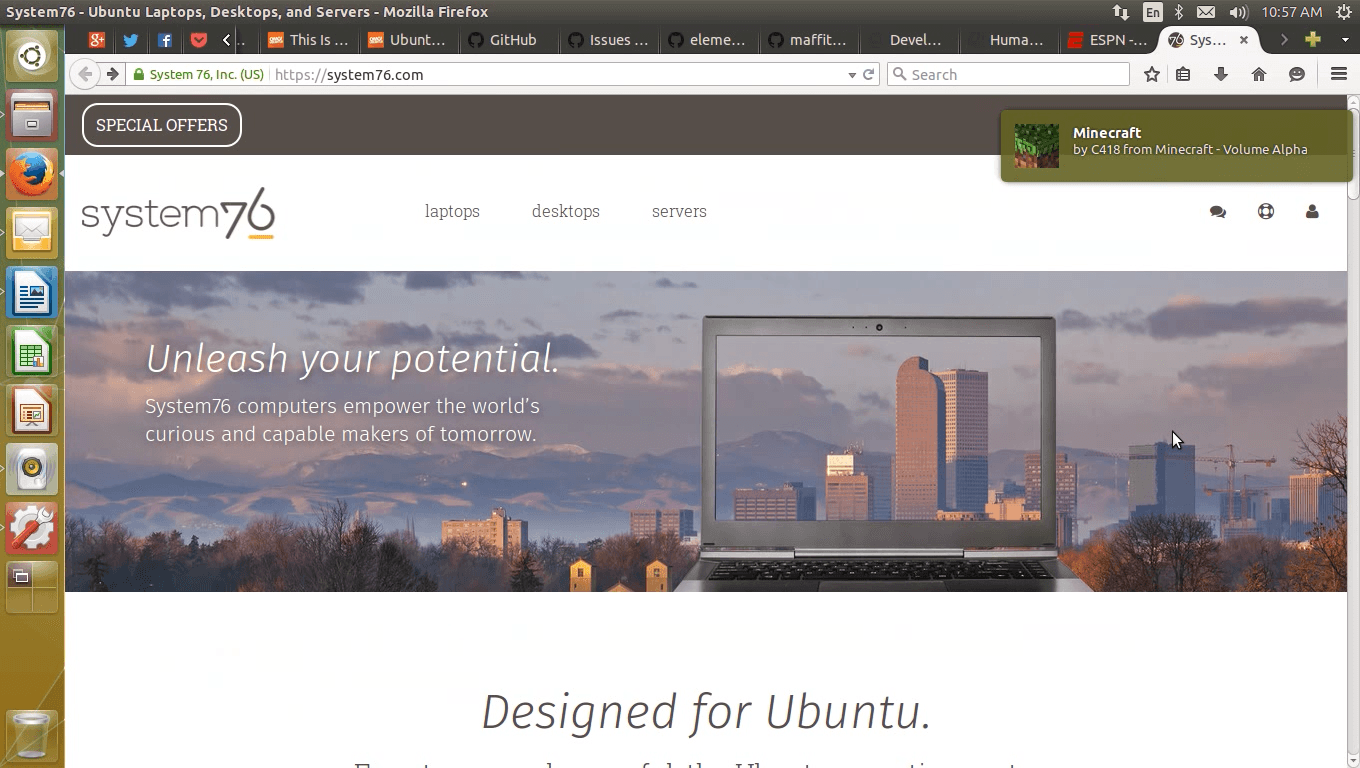 System76 - Ubuntu Laptops, Desktops, and Servers - Mozilla Firefox
En
10:57 AM
This Is ...
Ubunt...
GitHub
Issues ...
eleme...
maffit...
Devel...
Huma...
ESPN -...
Sys...
System 76, Inc. (US)
https://system76.com
Search
SPECIAL OFFERS
Minecraft
by C418 from Minecraft - Volume Alpha
system76
laptops
desktops
servers
Unleash your potential.
System76 computers empower the world's
curious and capable makers of tomorrow.
Designed for Ubuntu.